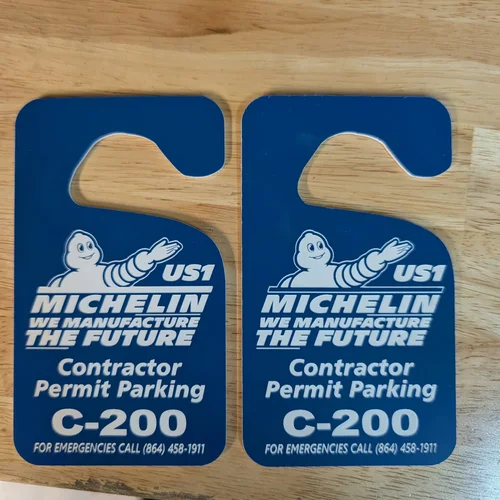 US1
MICHELIN
WE MANUFACTURE
THE FUTURE
Contractor
Permit Parking
C-200
FOR EMERGENCIES CALL (864) 458-1911
US1
MICHELIN
WE MANUFACTURE
THE FUTURE
Contractor
Permit Parking
C-200
FOR EMERGENCIES CALL (864) 458-1911